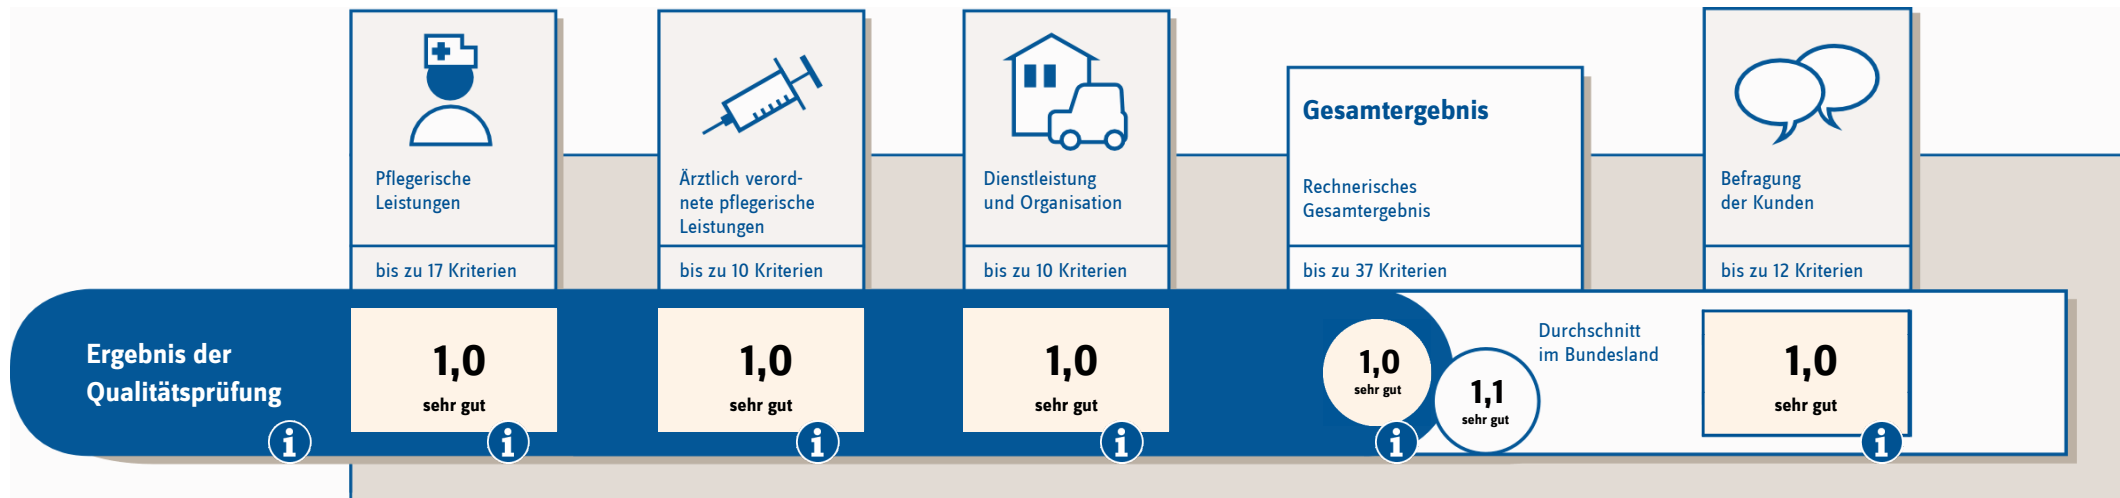 Pflegerische
Leistungen
bis zu 17 Kriterien
Ärztlich verord-
nete pflegerische
Leistungen
bis zu 10 Kriterien
Dienstleistung
und Organisation
bis zu 10 Kriterien
Gesamtergebnis
Rechnerisches
Gesamtergebnis
bis zu 37 Kriterien
Befragung
der Kunden
bis zu 12 Kriterien
Ergebnis der
Qualitätsprüfung
i
1,0
sehr gut
i
1,0
sehr gut
i
1,0
sehr gut
i
1,0
sehr gut
i
1,1
sehr gut
Durchschnitt
im Bundesland
1,0
sehr gut
i